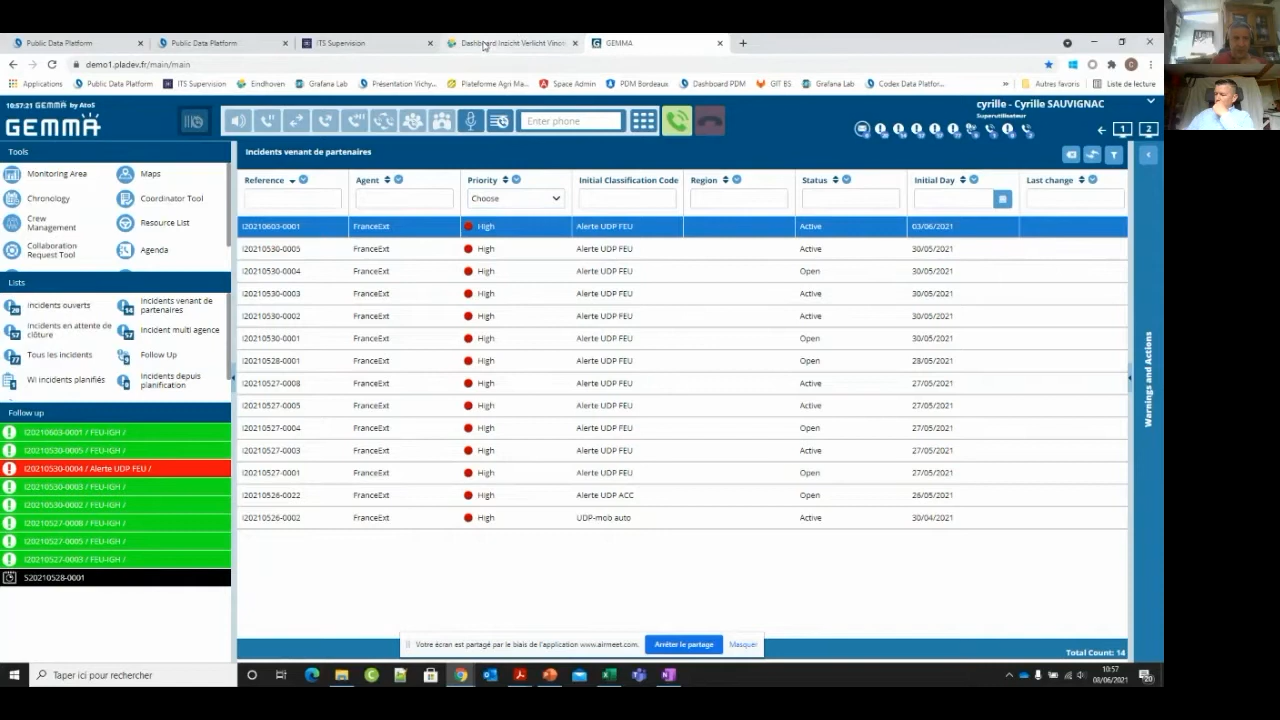 Public Data Platform
Public Data Platform
ITS Supervision
Dashboard Inzicht Verlicht Vinot
GEMMA
demo1.pladev.fr/main/main
Applications
Public Data Platform
ITS Supervision
Eindhoven
Grafana Lab
Présentation Vichy...
Plateforme Agri Ma...
Space Admin
PDM Bordeaux
Dashboard PDM
GIT BS
Grafana Lab
Codes Data Platfor...
»
Autres favoris
Liste de lecture
10:57:21 GEMMA by Atos
GEMMA
Enter phone
cyrille - Cyrille SAUVIGNAC
Superutilisateur
1
2
Tools
Monitoring Area
Maps
Chronology
Coordinator Tool
Crew
Management
Resource List
Collaboration
Request Tool
Agenda
Lists
Incidents ouverts
Incidents venant de
partenaires
Incidents en attente de
clôture
Incident multi agence
Tous les incidents
Follow Up
WI incidents planifiés
Incidents depuis
planification
Follow up
I20210603-0001 / FEU-IGH /
I20210530-0005 / FEU-IGH /
I20210530-0004 / Alerte UDP FEU /
I20210530-0003 / FEU-IGH /
I20210530-0002 / FEU-IGH /
I20210527-0008 / FEU-IGH /
I20210527-0005 / FEU-IGH /
I20210527-0003 / FEU-IGH /
S20210528-0001
Incidents venant de partenaires
Reference Agent Priority Initial Classification Code Region Status Initial Day Last change
Choose
I20210603-0001 FranceExt High Alerte UDP FEU Active 03/06/2021
I20210530-0005 FranceExt High Alerte UDP FEU Active 30/05/2021
I20210530-0004 FranceExt High Alerte UDP FEU Open 30/05/2021
I20210530-0003 FranceExt High Alerte UDP FEU Active 30/05/2021
I20210530-0002 FranceExt High Alerte UDP FEU Active 30/05/2021
I20210530-0001 FranceExt High Alerte UDP FEU Open 30/05/2021
I20210528-0001 FranceExt High Alerte UDP FEU Open 28/05/2021
I20210527-0008 FranceExt High Alerte UDP FEU Active 27/05/2021
I20210527-0005 FranceExt High Alerte UDP FEU Active 27/05/2021
I20210527-0004 FranceExt High Alerte UDP FEU Open 27/05/2021
I20210527-0003 FranceExt High Alerte UDP FEU Active 27/05/2021
I20210527-0001 FranceExt High Alerte UDP FEU Open 27/05/2021
I20210526-0022 FranceExt High Alerte UDP ACC Open 26/05/2021
I20210526-0002 FranceExt High UDP-mob auto Active 30/04/2021
Warnings and Actions
Votre écran est partagé par le biais de l'application www.airmeet.com.
Arrêter le partage
Masquer
Total Count: 14
Taper ici pour rechercher
10:57
08/06/2021
20